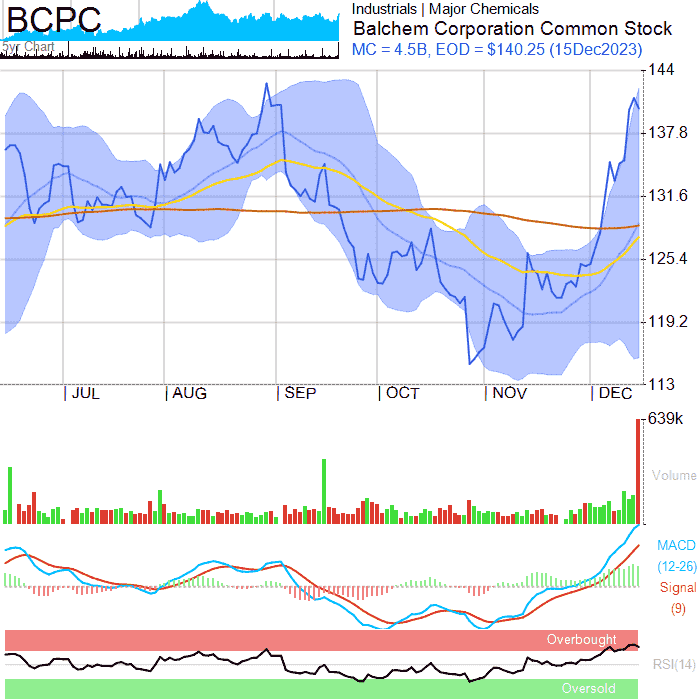 BCPC
5yr Chart
Industrials | Major Chemicals
Balchem Corporation Common Stock
MC = 4.5B, EOD = $140.25 (15Dec2023)
144
137.8
131.6
125.4
119.2
113
JUL AUG SEP OCT NOV DEC
639k
Volume
MACD
(12-26)
Signal
(9)
Overbought
RSI(14)
Oversold